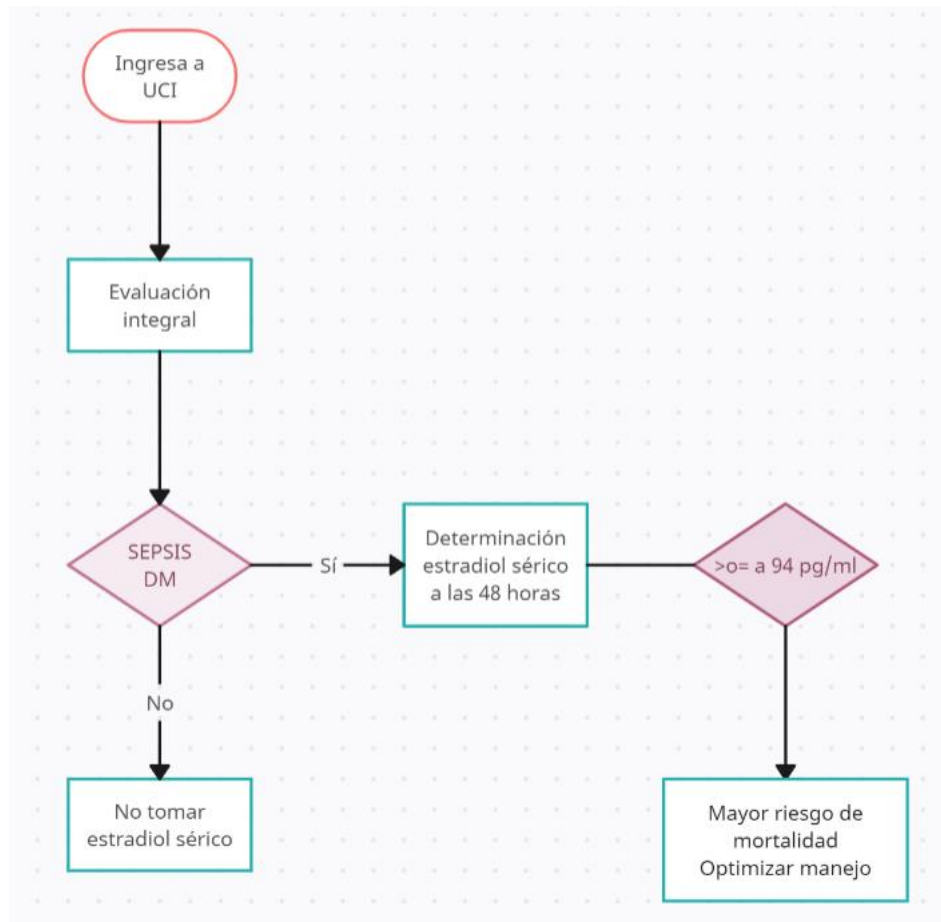 Ingresa a
UCI
Evaluación
integral
SEPSIS
DM
Sí
Determinación
estradiol sérico
a las 48 horas
>o= a 94 pg/ml
No
No tomar
estradiol sérico
Mayor riesgo de
mortalidad
Optimizar manejo